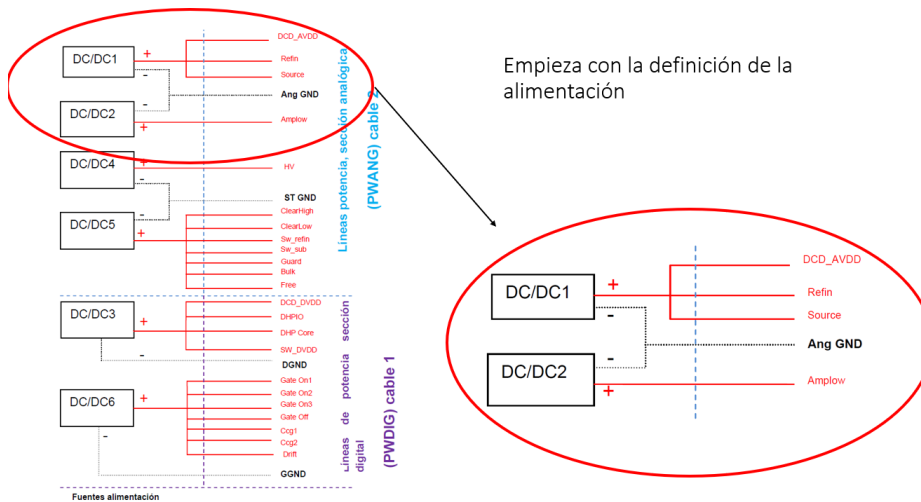 DCD_AVDD
DC/DC1
+
Refin
-
Source
Ang GND
-
DC/DC2
+
Amplow
DC/DC4
+
HV
-
ST GND
-
ClearHigh
DC/DC5
ClearLow
+
Sw_refin
Sw_sub
Guard
Bulk
Free
Líneas potencia, sección analógica
(PWANG) cable 2
DCD_DVDD
DC/DC3
+
DHPIO
DHP Core
-
SW_DVDD
DGND
Gate On1
DC/DC6
+
Gate On2
Gate On3
Gate Off
Ccg1
Ccg2
-
Drift
GGND
Líneas de potencia sección
digital
(PWDIG) cable 1
Fuentes alimentación
Empieza con la definición de la
alimentación
DCD_AVDD
DC/DC1
+
Refin
-
Source
Ang GND
-
DC/DC2
+
Amplow